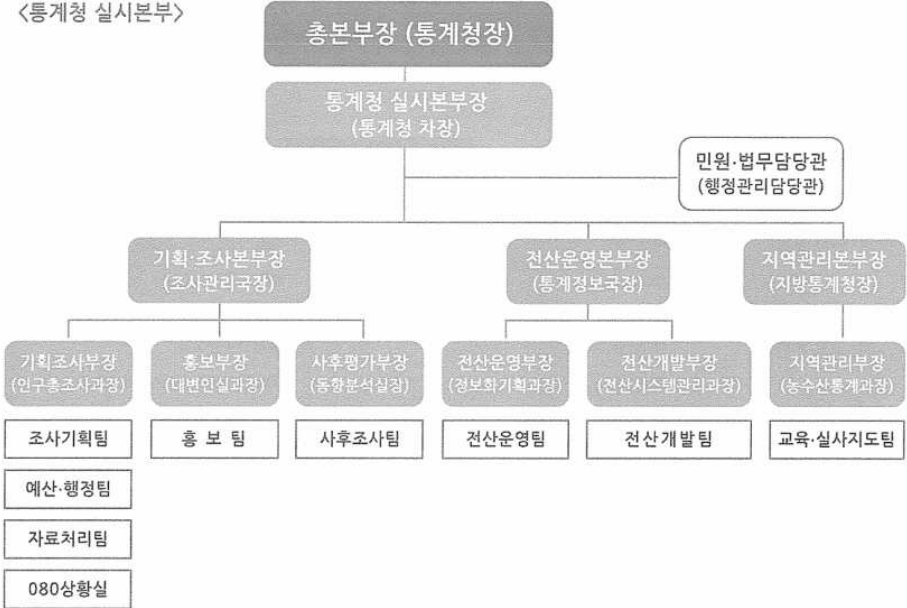 〈통계청 실시본부〉
총본부장 (통계청장)
통계청 실시본부장
(통계청 차장)
민원·법무담당관
(행정관리담당관)
기획·조사본부장
(조사관리국장)
전산운영본부장
(통계정보국장)
지역관리본부장
(지방통계청장)
기획조사부장
(인구총조사과장)
홍보부장
(대변인실과장)
사후평가부장
(동향분석실장)
전산운영부장
(정보화기획과장)
전산개발부장
(전산시스템관리과장)
지역관리부장
(농수산통계과장)
조사기획팀
홍 보 팀
사후조사팀
전산운영팀
전산개발팀
교육·실사지도팀
예산·행정팀
자료처리팀
080상황실